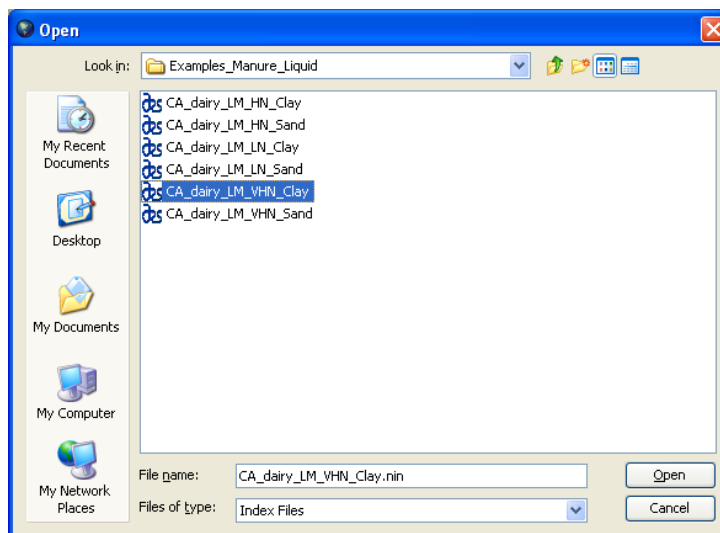 Open
Look in: Examples_Manure_Liquid
My Recent
Documents
Desktop
My Documents
My Computer
My Network
Places
CA_dairy_LM_HN_Clay
CA_dairy_LM_HN_Sand
CA_dairy_LM_LN_Clay
CA_dairy_LM_LN_Sand
CA_dairy_LM_VHN_Clay
CA_dairy_LM_VHN_Sand
File name: CA_dairy_LM_VHN_Clay.nin Open
Files of type: Index Files Cancel